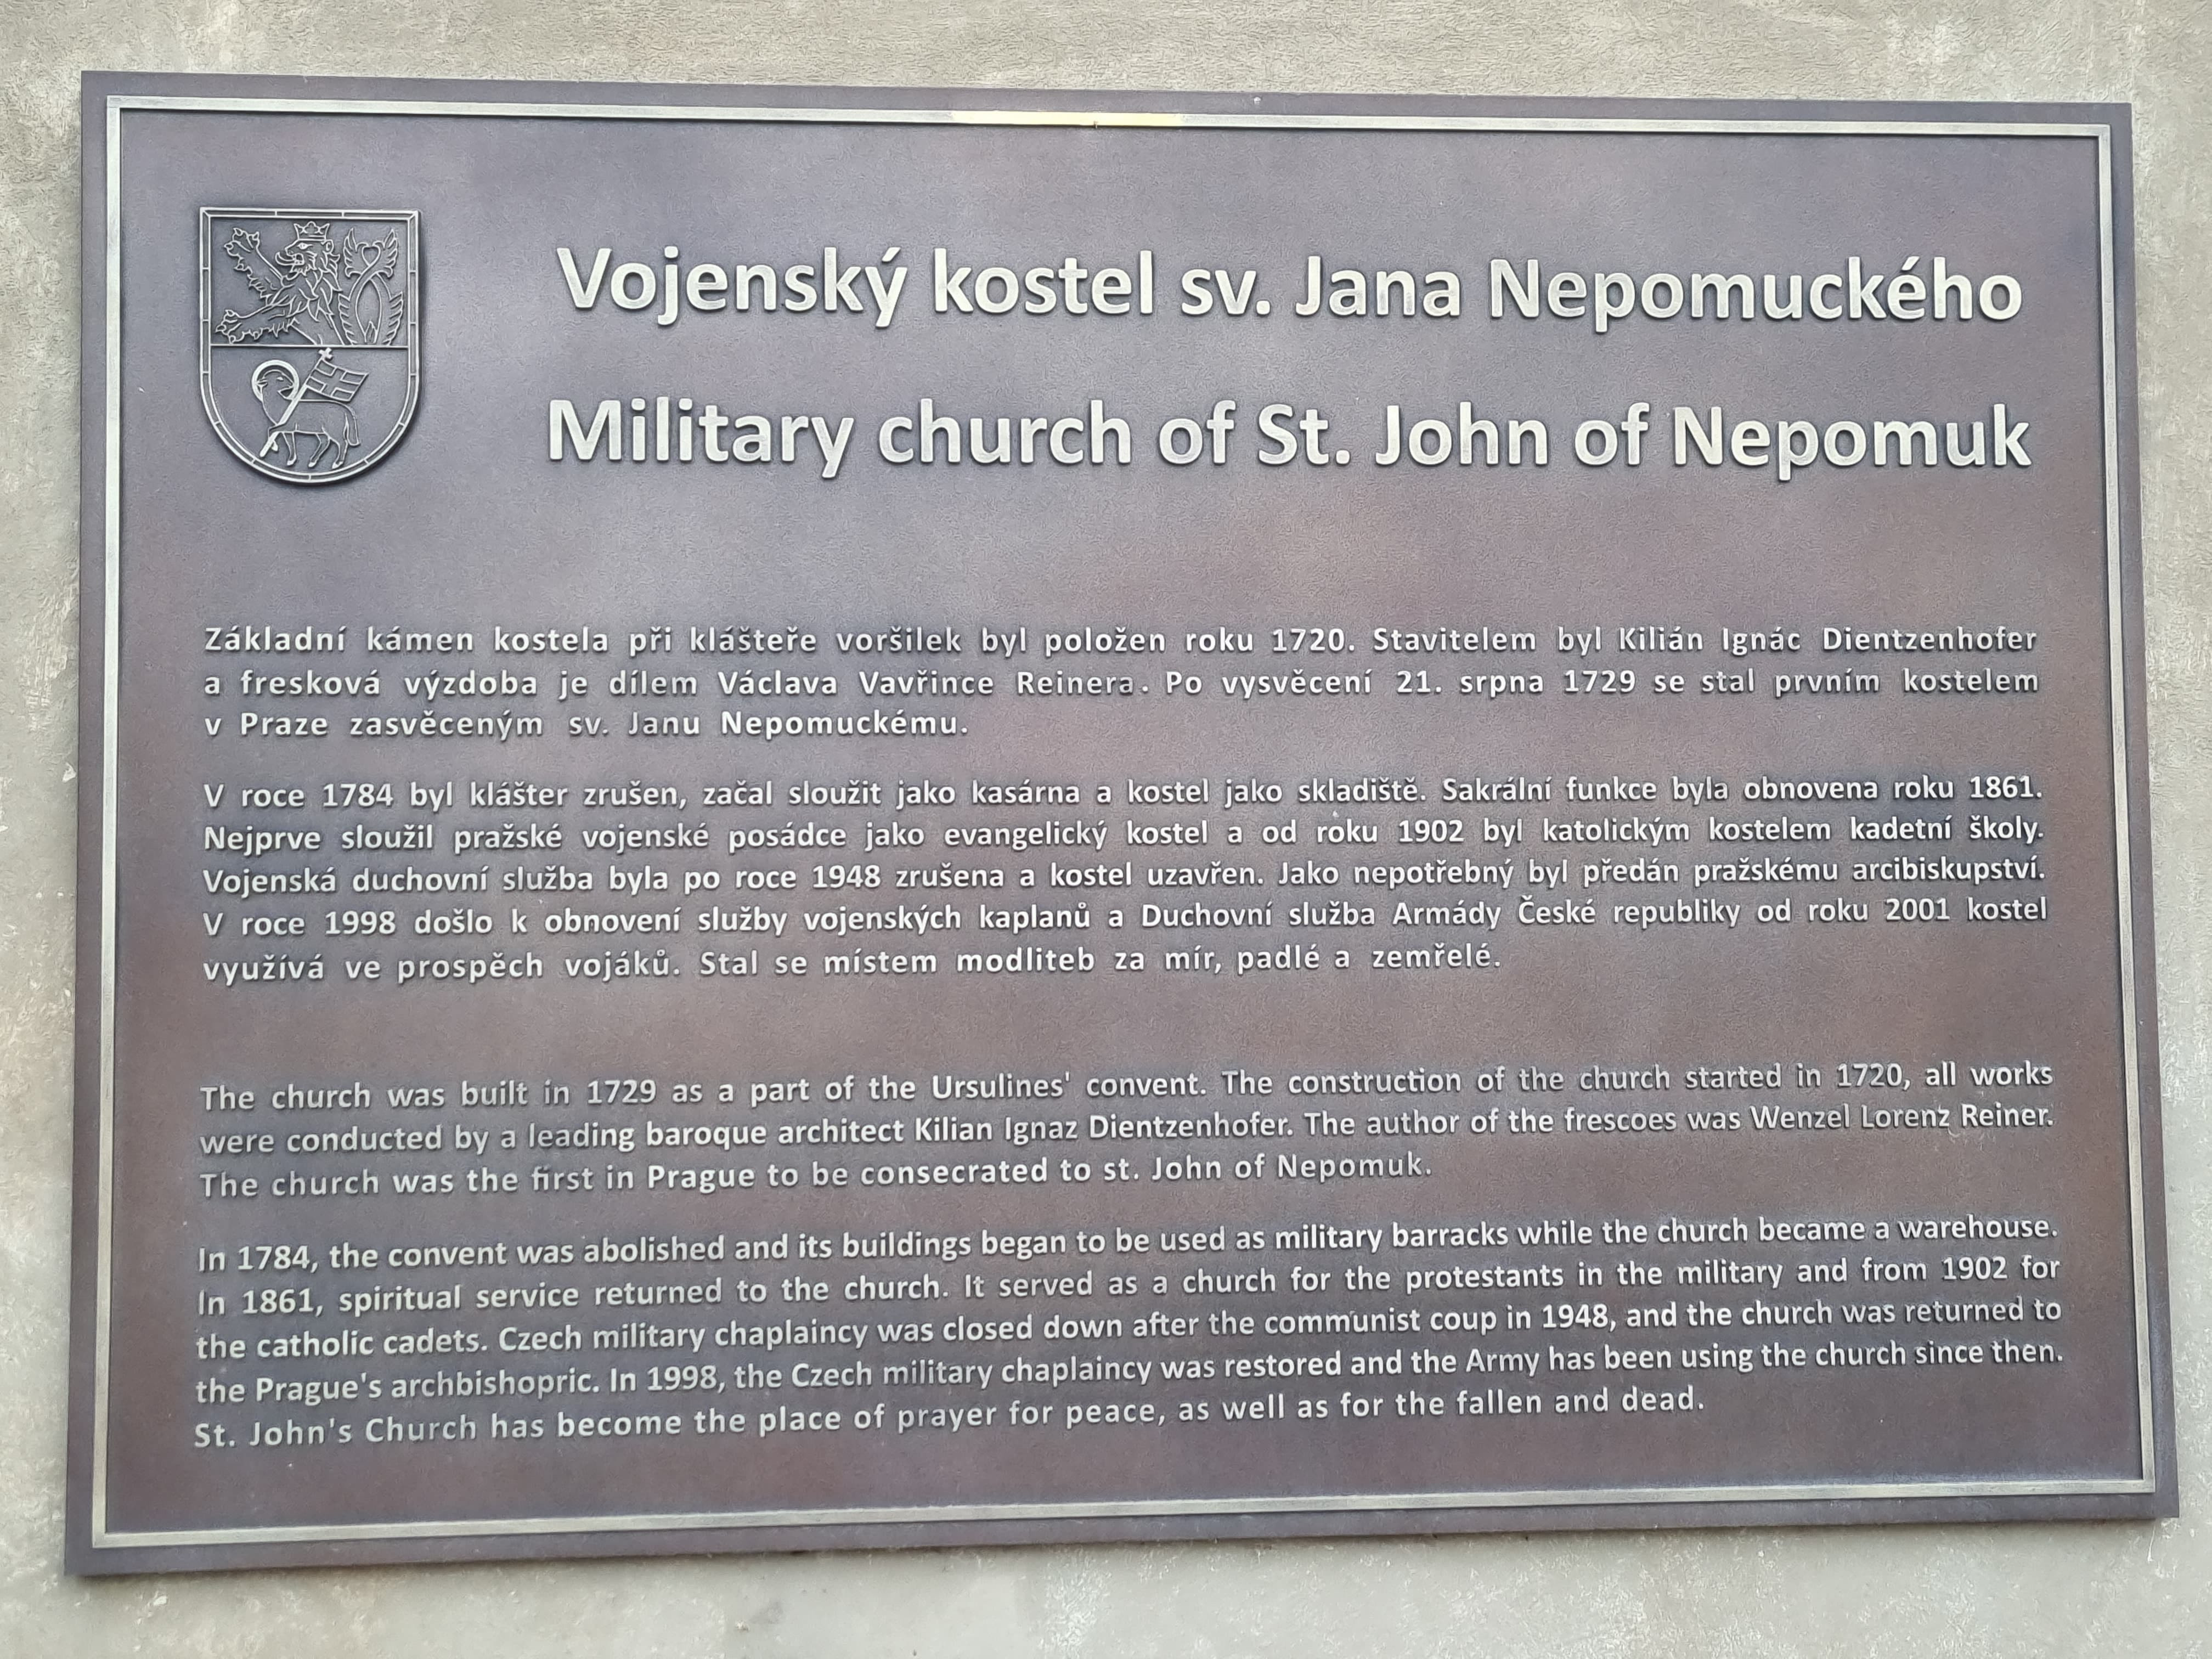 Vojenský kostel sv. Jana Nepomuckého
Military church of St. John of Nepomuk
Základní kámen kostela při klášteře voršilek byl položen roku 1720. Stavitelem byl Kilián Ignác Dientzenhofer
a fresková výzdoba je dílem Václava Vavřince Reinera. Po vysvěcení 21. srpna 1729 se stal prvním kostelem
v Praze zasvěceným sv. Janu Nepomuckému.
V roce 1784 byl klášter zrušen, začal sloužit jako kasárna a kostel jako skladiště. Sakrální funkce byla obnovena roku 1861.
Nejprve sloužil pražské vojenské posádce jako evangelický kostel a od roku 1902 byl katolickým kostelem kadetní školy.
Vojenská duchovní služba byla po roce 1948 zrušena a kostel uzavřen. Jako nepotřebný byl předán pražskému arcibiskupství.
V roce 1998 došlo k obnovení služby vojenských kaplanů a Duchovní služba Armády České republiky od roku 2001 kostel
využívá ve prospěch vojáků. Stal se místem modliteb za mír, padlé a zemřelé.
The church was built in 1729 as a part of the Ursulines' convent. The construction of the church started in 1720, all works
were conducted by a leading baroque architect Kilian Ignaz Dientzenhofer. The author of the frescoes was Wenzel Lorenz Reiner.
The church was the first in Prague to be consecrated to st. John of Nepomuk.
In 1784, the convent was abolished and its buildings began to be used as military barracks while the church became a warehouse.
In 1861, spiritual service returned to the church. It served as a church for the protestants in the military and from 1902 for
the catholic cadets. Czech military chaplaincy was closed down after the communist coup in 1948, and the church was returned to
the Prague's archbishopric. In 1998, the Czech military chaplaincy was restored and the Army has been using the church since then.
St. John's Church has become the place of prayer for peace, as well as for the fallen and dead.